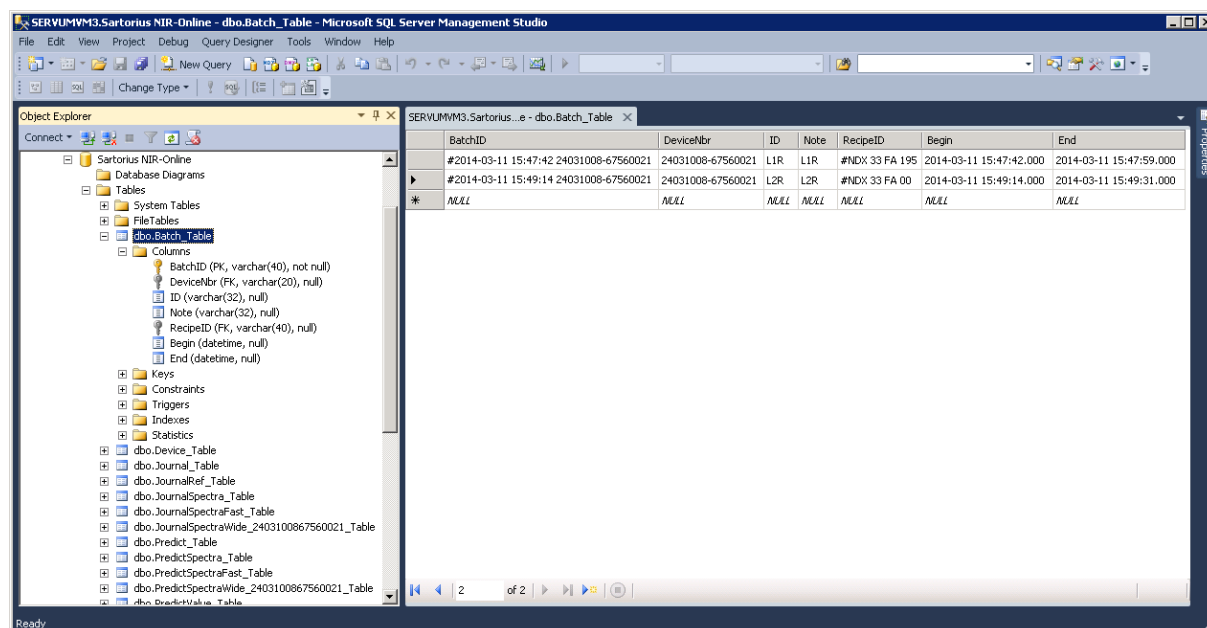 SERVUMVM3.Sartorius NIR-Online - dbo.Batch_Table - Microsoft SQL Server Management Studio
File Edit View Project Debug Query Designer Tools Window Help
New Query
Change Type
Object Explorer
Connect
Sartorius NIR-Online
Database Diagrams
Tables
System Tables
FileTables
dbo.Batch_Table
Columns
BatchID (PK, varchar(40), not null)
DeviceNbr (FK, varchar(20), null)
ID (varchar(32), null)
Note (varchar(32), null)
RecipeID (FK, varchar(40), null)
Begin (datetime, null)
End (datetime, null)
Keys
Constraints
Triggers
Indexes
Statistics
dbo.Device_Table
dbo.Journal_Table
dbo.JournalRef_Table
dbo.JournalSpectra_Table
dbo.JournalSpectraFast_Table
dbo.JournalSpectraWide_2403100867560021_Table
dbo.Predict_Table
dbo.PredictSpectra_Table
dbo.PredictSpectraFast_Table
dbo.PredictSpectraWide_2403100867560021_Table
dbo.PredictValue_Table
SERVUMVM3.Sartorius...e - dbo.Batch_Table
BatchID DeviceNbr ID Note RecipeID Begin End
#2014-03-11 15:47:42 24031008-67560021 24031008-67560021 L1R L1R #NDX 33 FA 195 2014-03-11 15:47:42.000 2014-03-11 15:47:59.000
#2014-03-11 15:49:14 24031008-67560021 24031008-67560021 L2R L2R #NDX 33 FA 00 2014-03-11 15:49:14.000 2014-03-11 15:49:31.000
NULL NULL NULL NULL NULL NULL NULL
2 of 2
Properties
Ready